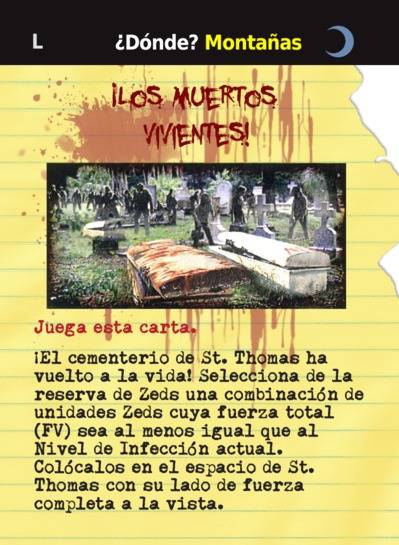 L ¿Dónde? Montañas
¡LOS MUERTOS
VIVIENTES!
Juega esta carta.
¡El cementerio de St. Thomas ha
vuelto a la vida! Selecciona de la
reserva de Zeds una combinación de
unidades Zeds cuya fuerza total
(FV) sea al menos igual que al
Nivel de Infección actual.
Colócalos en el espacio de St.
Thomas con su lado de fuerza
completa a la vista.